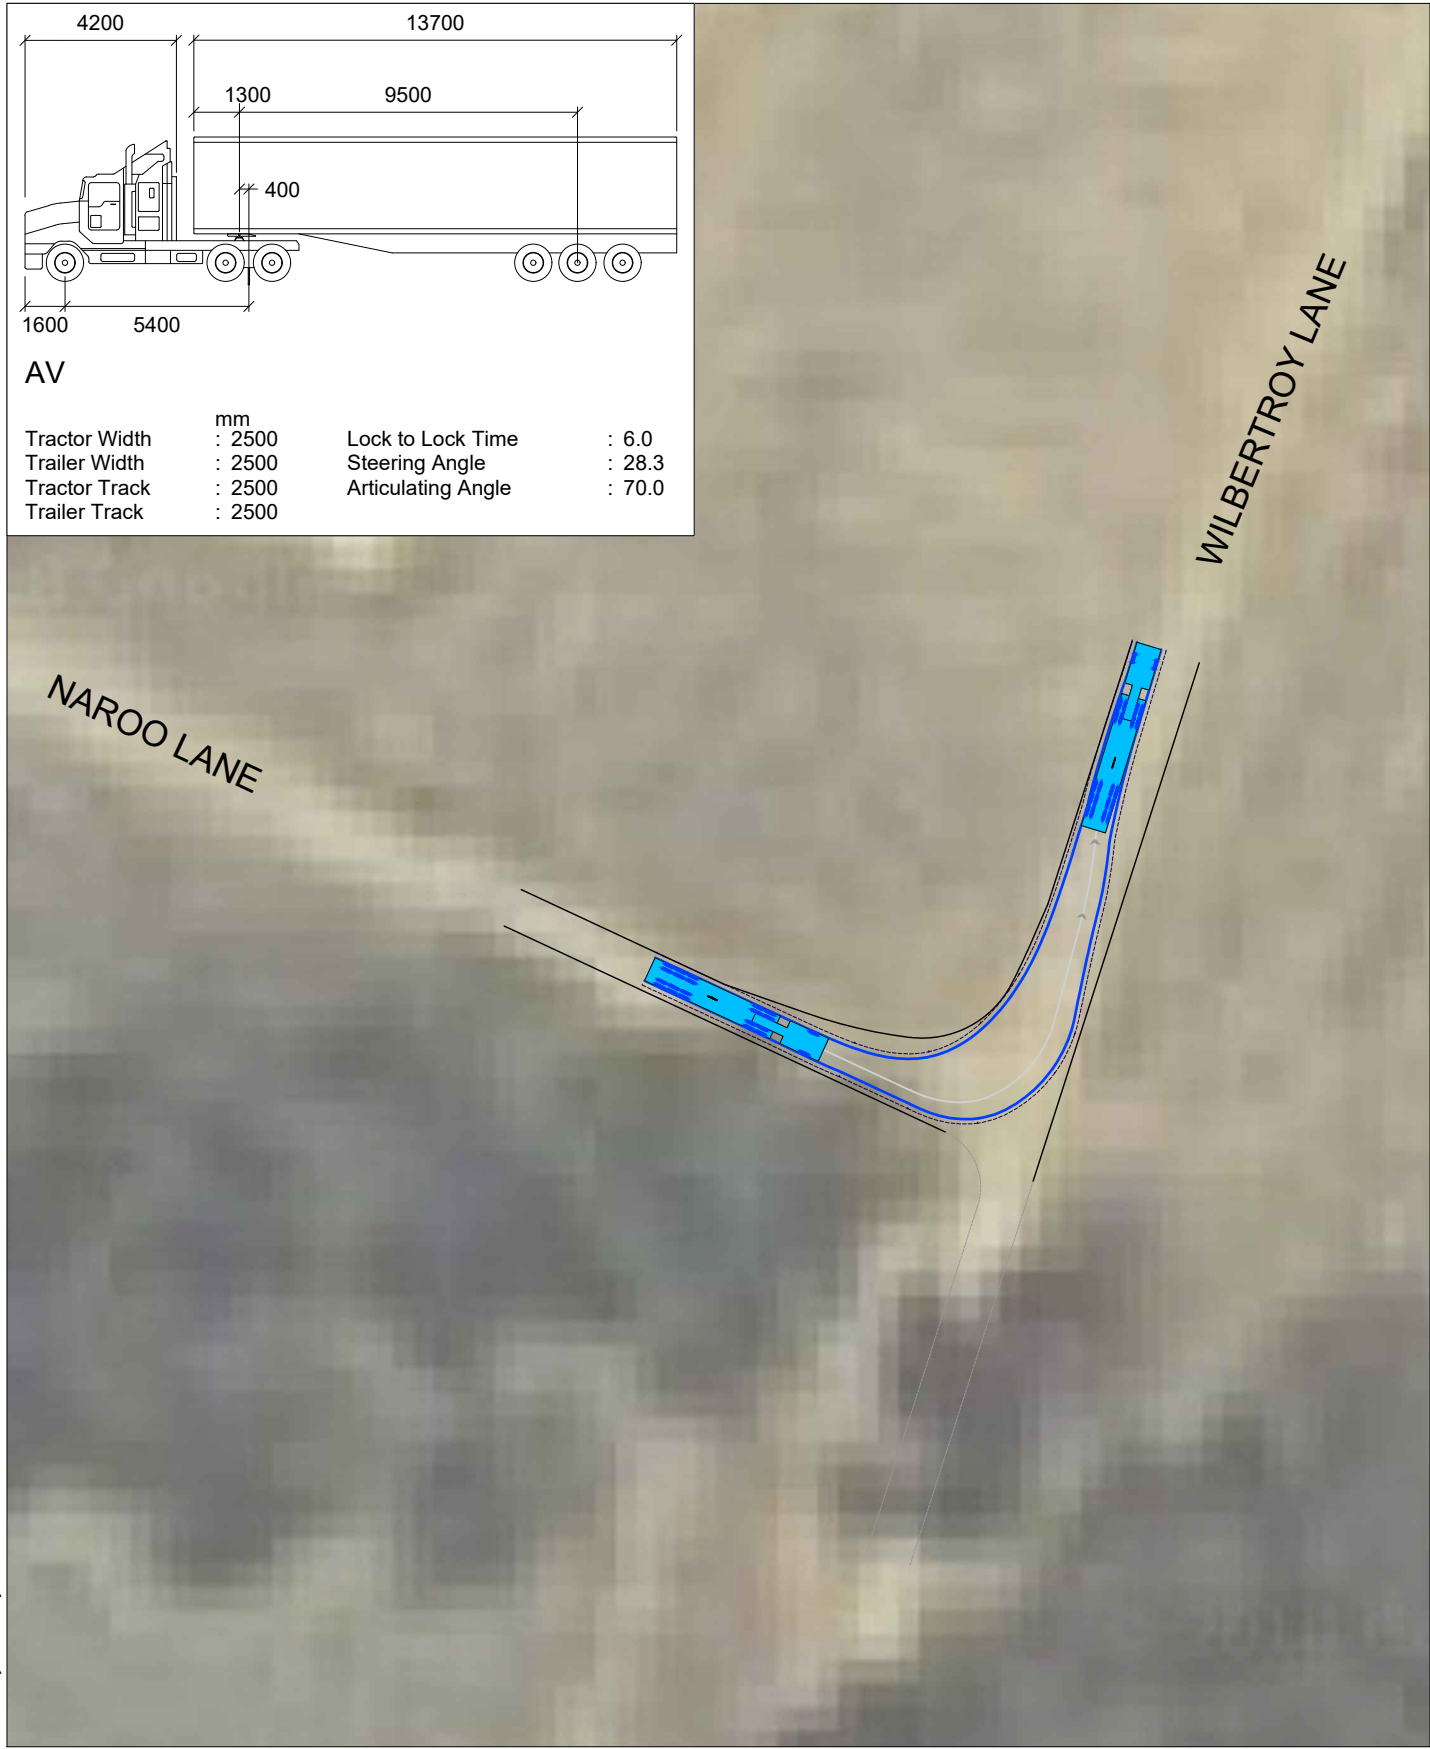 4200 13700
1300 9500
400
1600 5400
AV
mm
Tractor Width : 2500 Lock to Lock Time : 6.0
Trailer Width : 2500 Steering Angle : 28.3
Tractor Track : 2500 Articulating Angle : 70.0
Trailer Track : 2500
WILBERTROY LANE
NAROO LANE